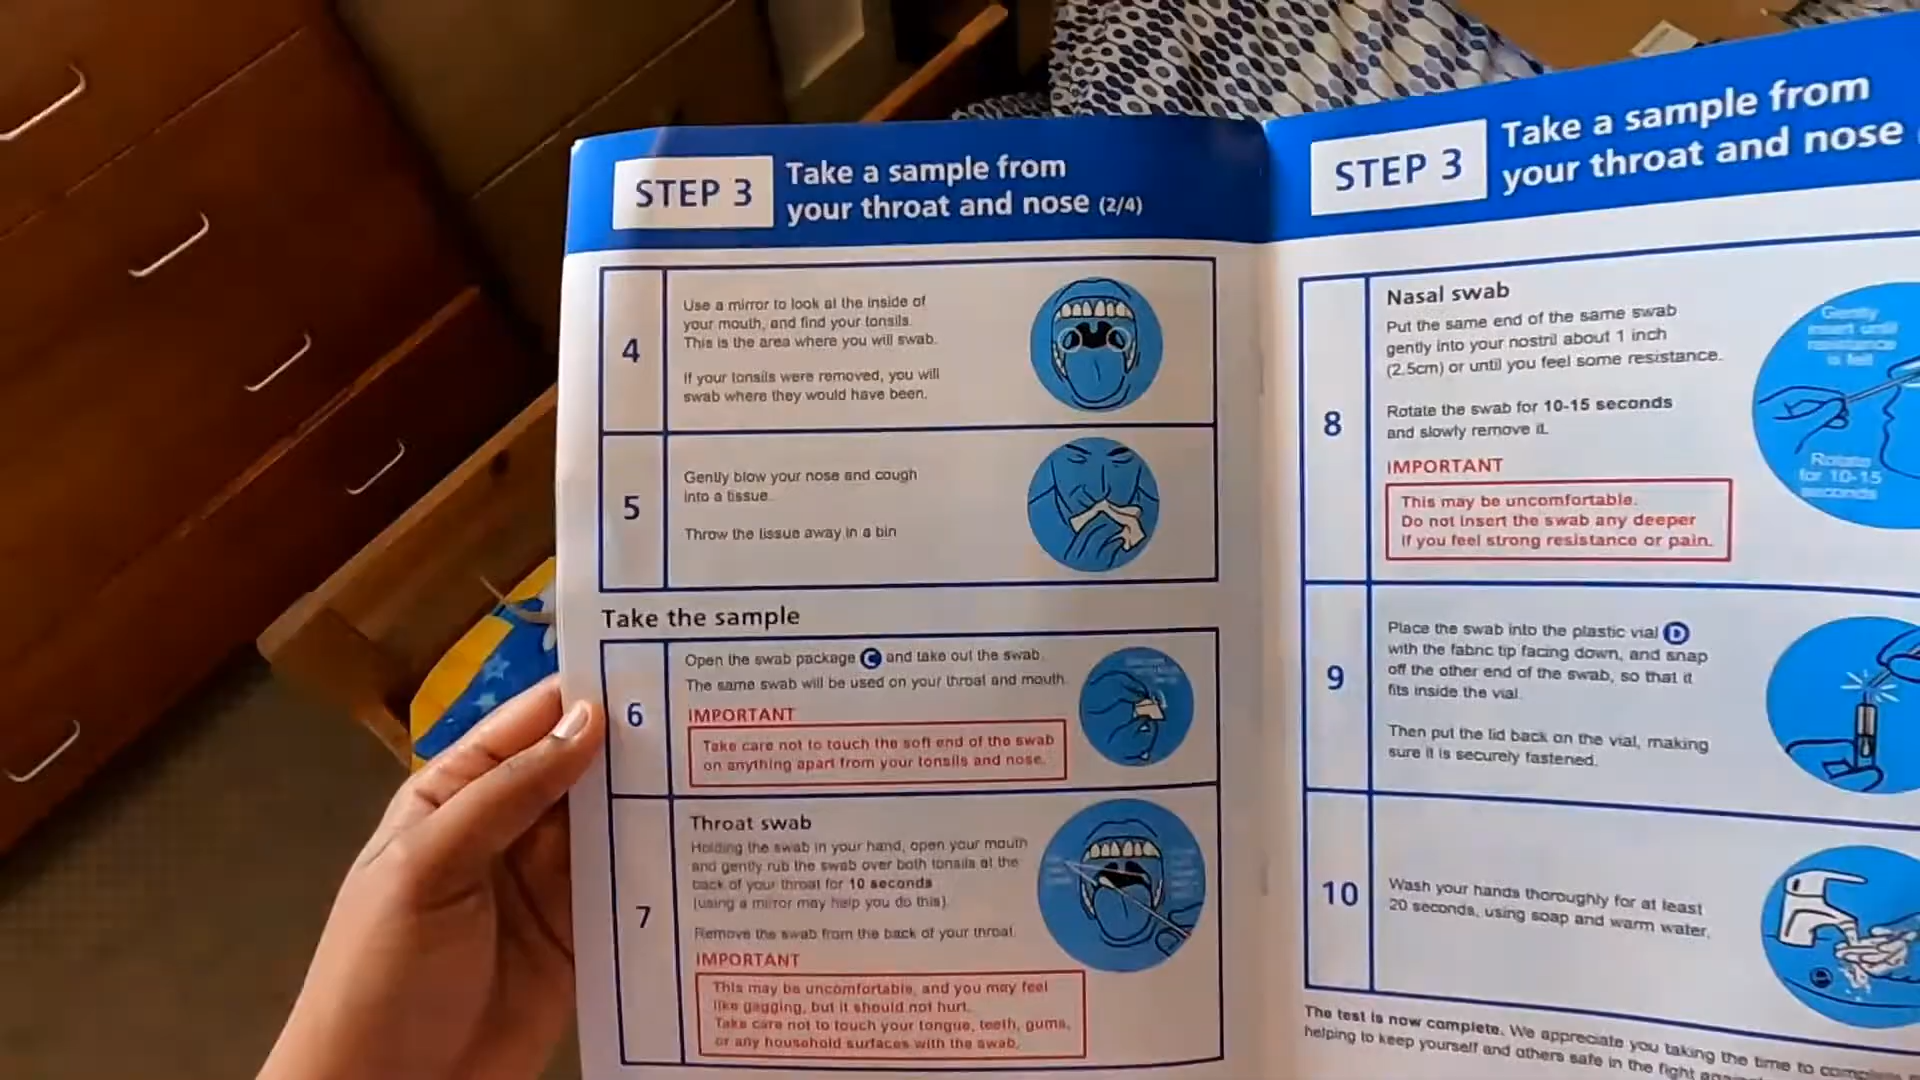 STEP 3
Take a sample from
your throat and nose (2/4)
4
Use a mirror to look at the inside of
your mouth, and find your tonsils.
This is the area where you will swab.
If your tonsils were removed, you will
swab where they would have been.
5
Gently blow your nose and cough
into a tissue.
Throw the tissue away in a bin
Take the sample
6
Open the swab package C and take out the swab.
The same swab will be used on your throat and mouth.
IMPORTANT
Take care not to touch the soft end of the swab
on anything apart from your tonsils and nose.
7
Throat swab
Holding the swab in your hand, open your mouth
and gently rub the swab over both tonsils at the
back of your throat for 10 seconds
(using a mirror may help you do this).
Remove the swab from the back of your throat.
IMPORTANT
This may be uncomfortable, and you may feel
like gagging, but it should not hurt.
Take care not to touch your tongue, teeth, gums,
or any household surfaces with the swab.
STEP 3
Take a sample from
your throat and nose
8
Nasal swab
Put the same end of the same swab
gently into your nostril about 1 inch
(2.5cm) or until you feel some resistance.
Rotate the swab for 10-15 seconds
and slowly remove it.
IMPORTANT
This may be uncomfortable.
Do not insert the swab any deeper
if you feel strong resistance or pain.
Gently
insert until
resistance
is felt
Rotate
for 10-15
seconds
9
Place the swab into the plastic vial D
with the fabric tip facing down, and snap
off the other end of the swab, so that it
fits inside the vial.
Then put the lid back on the vial, making
sure it is securely fastened.
10
Wash your hands thoroughly for at least
20 seconds, using soap and warm water.
The test is now complete. We appreciate you taking the time to
helping to keep yourself and others safe in the fight